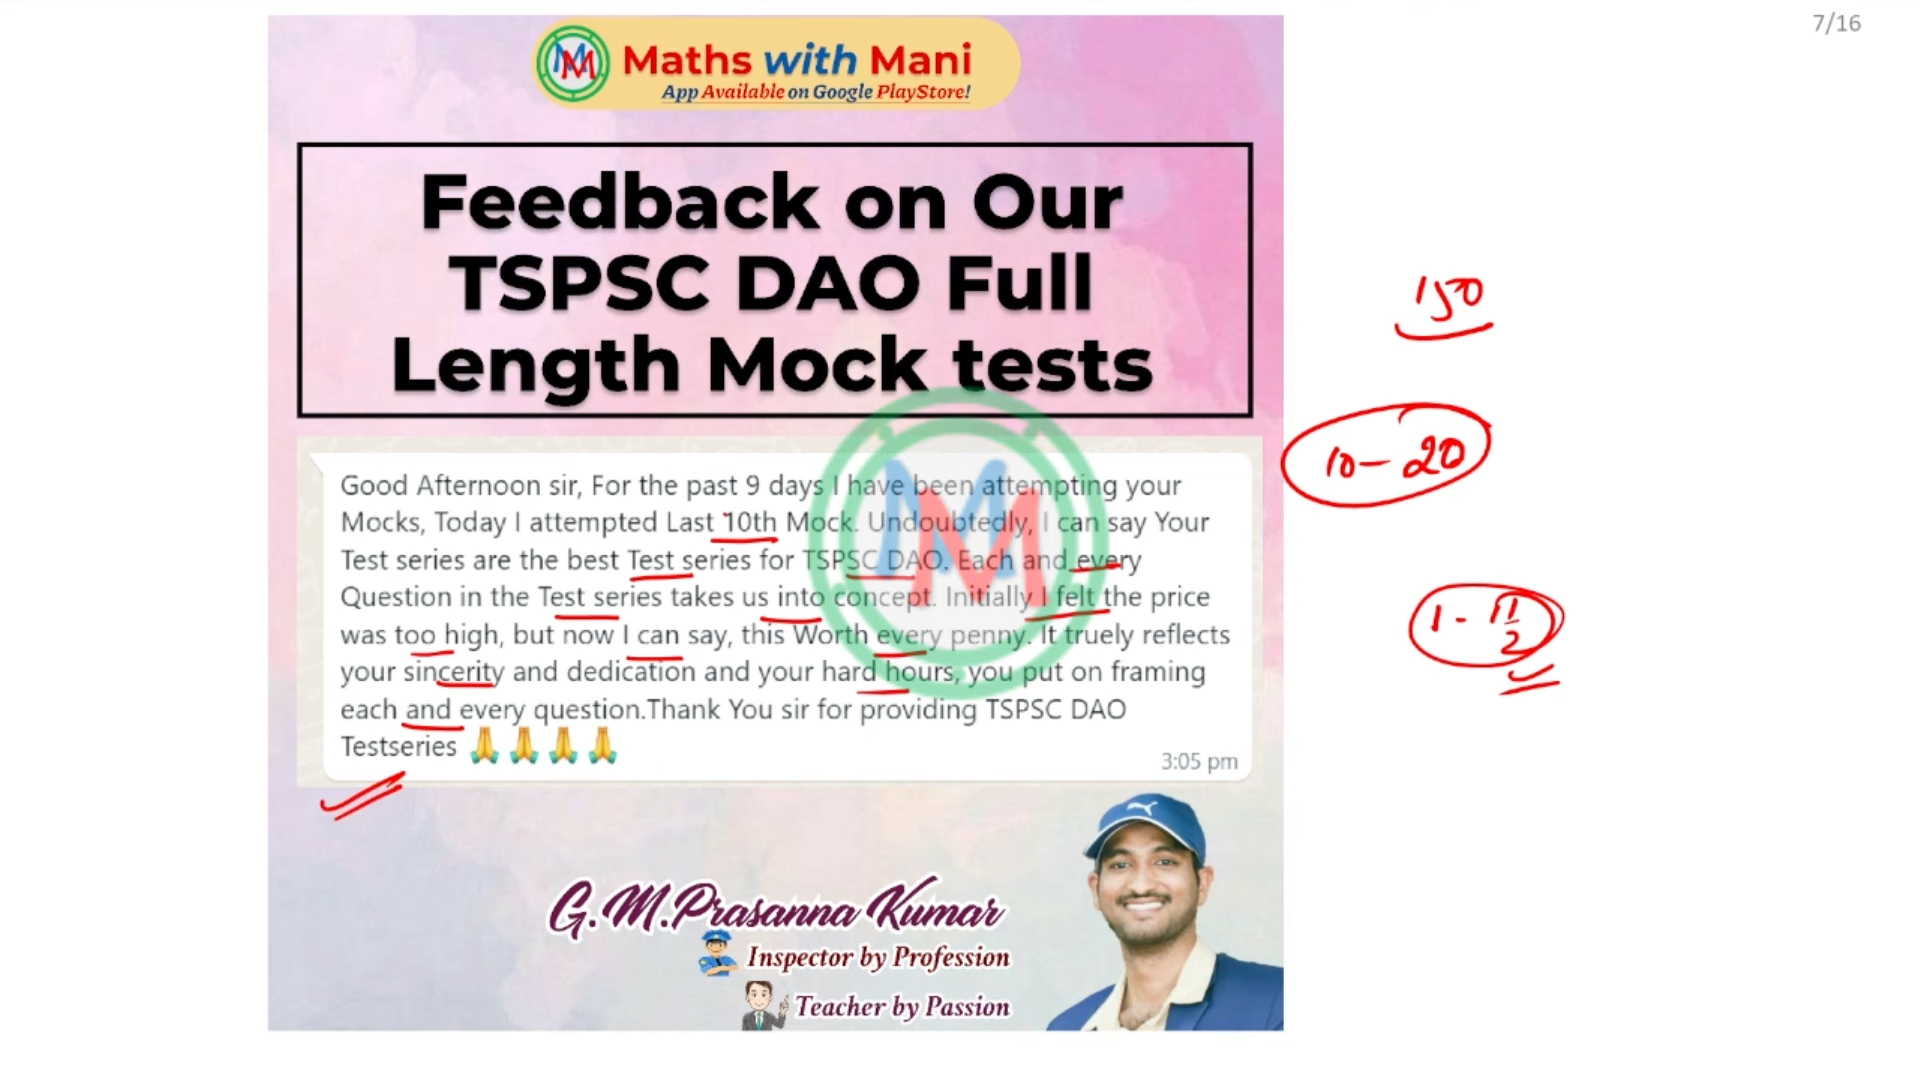 7/16
MM Maths with Mani
App Available on Google PlayStore!
Feedback on Our
TSPSC DAO Full
Length Mock tests
150
10 - 20
Good Afternoon sir, For the past 9 days I have been attempting your
Mocks, Today I attempted Last 10th Mock. Undoubtedly, I can say Your
Test series are the best Test series for TSPSC DAO. Each and every
Question in the Test series takes us into concept. Initially I felt the price
was too high, but now I can say, this Worth every penny. It truely reflects
your sincerity and dedication and your hard hours, you put on framing
each and every question.Thank You sir for providing TSPSC DAO
Testseries 🙏🙏🙏🙏
3:05 pm
MM
1 - 1 1/2
G.M.Prasanna Kumar
Inspector by Profession
Teacher by Passion